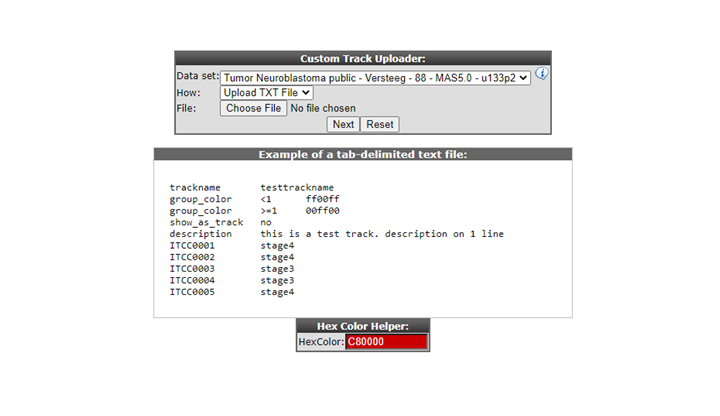 Custom Track Uploader:
Data set: Tumor Neuroblastoma public - Versteeg - 88 - MAS5.0 - u133p2
How: Upload TXT File
File: Choose File No file chosen
Next Reset
Example of a tab-delimited text file:
trackname testtrackname
group_color <1 ff00ff
group_color >=1 00ff00
show_as_track no
description this is a test track. description on 1 line
ITCC0001 stage4
ITCC0002 stage4
ITCC0003 stage3
ITCC0004 stage3
ITCC0005 stage4
Hex Color Helper:
HexColor: C80000